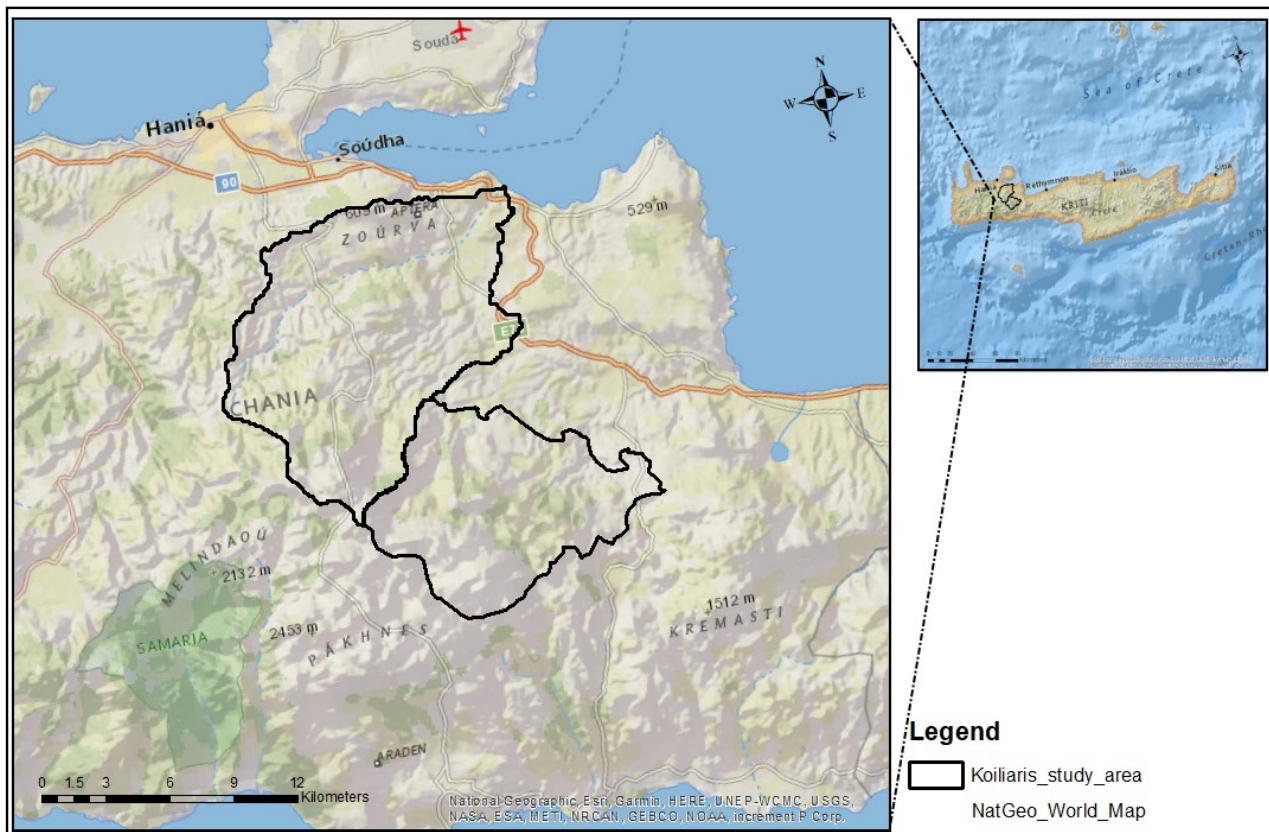 Souda
N
W
E
S
Haniá
Soúdha
90
609 m
APTERA
ZOÚRVA
529
CHANIA
MELINDAOÚ
2132 m
SAMARIA
2453 m
PÁKHNES
1512 m
KREMASTI
ARADEN
0 1.5 3 6 9 12
Kilometers
National Geographic, Esri, Garmin, HERE, UNEP-WCMC, USGS,
NASA, ESA, METI, NRCAN, GEBCO, NOAA, increment P Corp.
Sea of Crete
Rethymnon
Iráklio
Sitia
KRITI
Crete
Legend
Koiliaris_study_area
NatGeo_World_Map